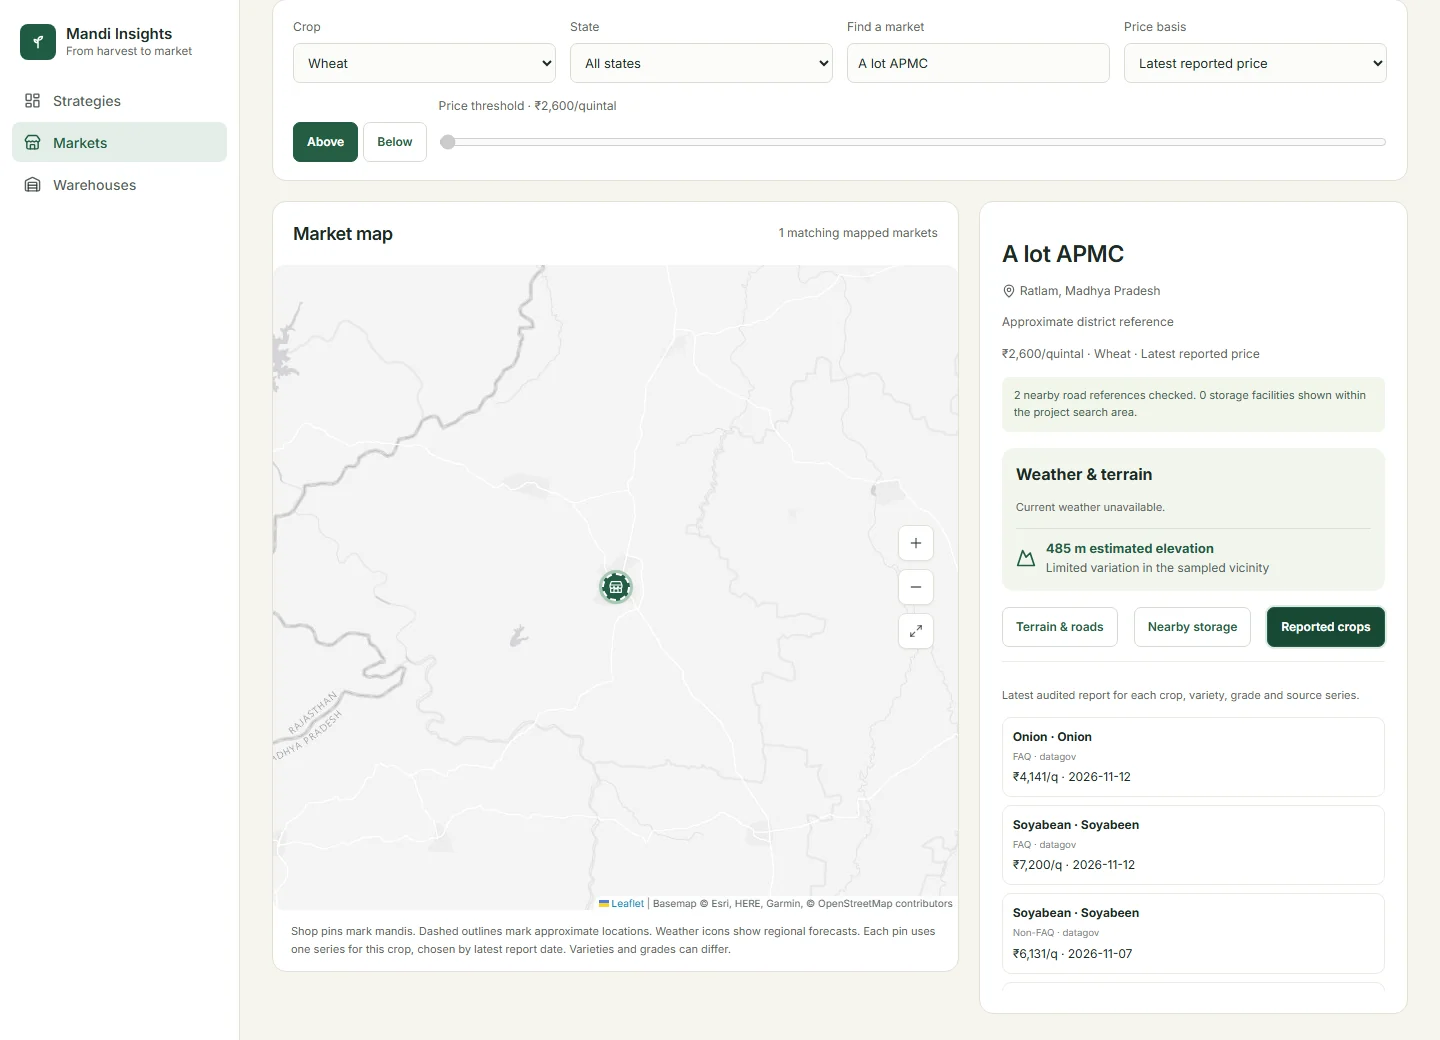 Mandi Insights
From harvest to market
Strategies
Markets
Warehouses
Crop
State
Find a market
Price basis
Wheat
All states
A lot APMC
Latest reported price
Price threshold · ₹2,600/quintal
Above
Below
Market map
1 matching mapped markets
RAJASTHAN
ADHYA PRADESH
Leaflet | Basemap © Esri, HERE, Garmin, © OpenStreetMap contributors
Shop pins mark mandis. Dashed outlines mark approximate locations. Weather icons show regional forecasts. Each pin uses
one series for this crop, chosen by latest report date. Varieties and grades can differ.
A lot APMC
Ratlam, Madhya Pradesh
Approximate district reference
₹2,600/quintal · Wheat · Latest reported price
2 nearby road references checked. 0 storage facilities shown within
the project search area.
Weather & terrain
Current weather unavailable.
485 m estimated elevation
Limited variation in the sampled vicinity
Terrain & roads
Nearby storage
Reported crops
Latest audited report for each crop, variety, grade and source series.
Onion · Onion
FAQ · datagov
₹4,141/q · 2026-11-12
Soyabean · Soyabeen
FAQ · datagov
₹7,200/q · 2026-11-12
Soyabean · Soyabeen
Non-FAQ · datagov
₹6,131/q · 2026-11-07